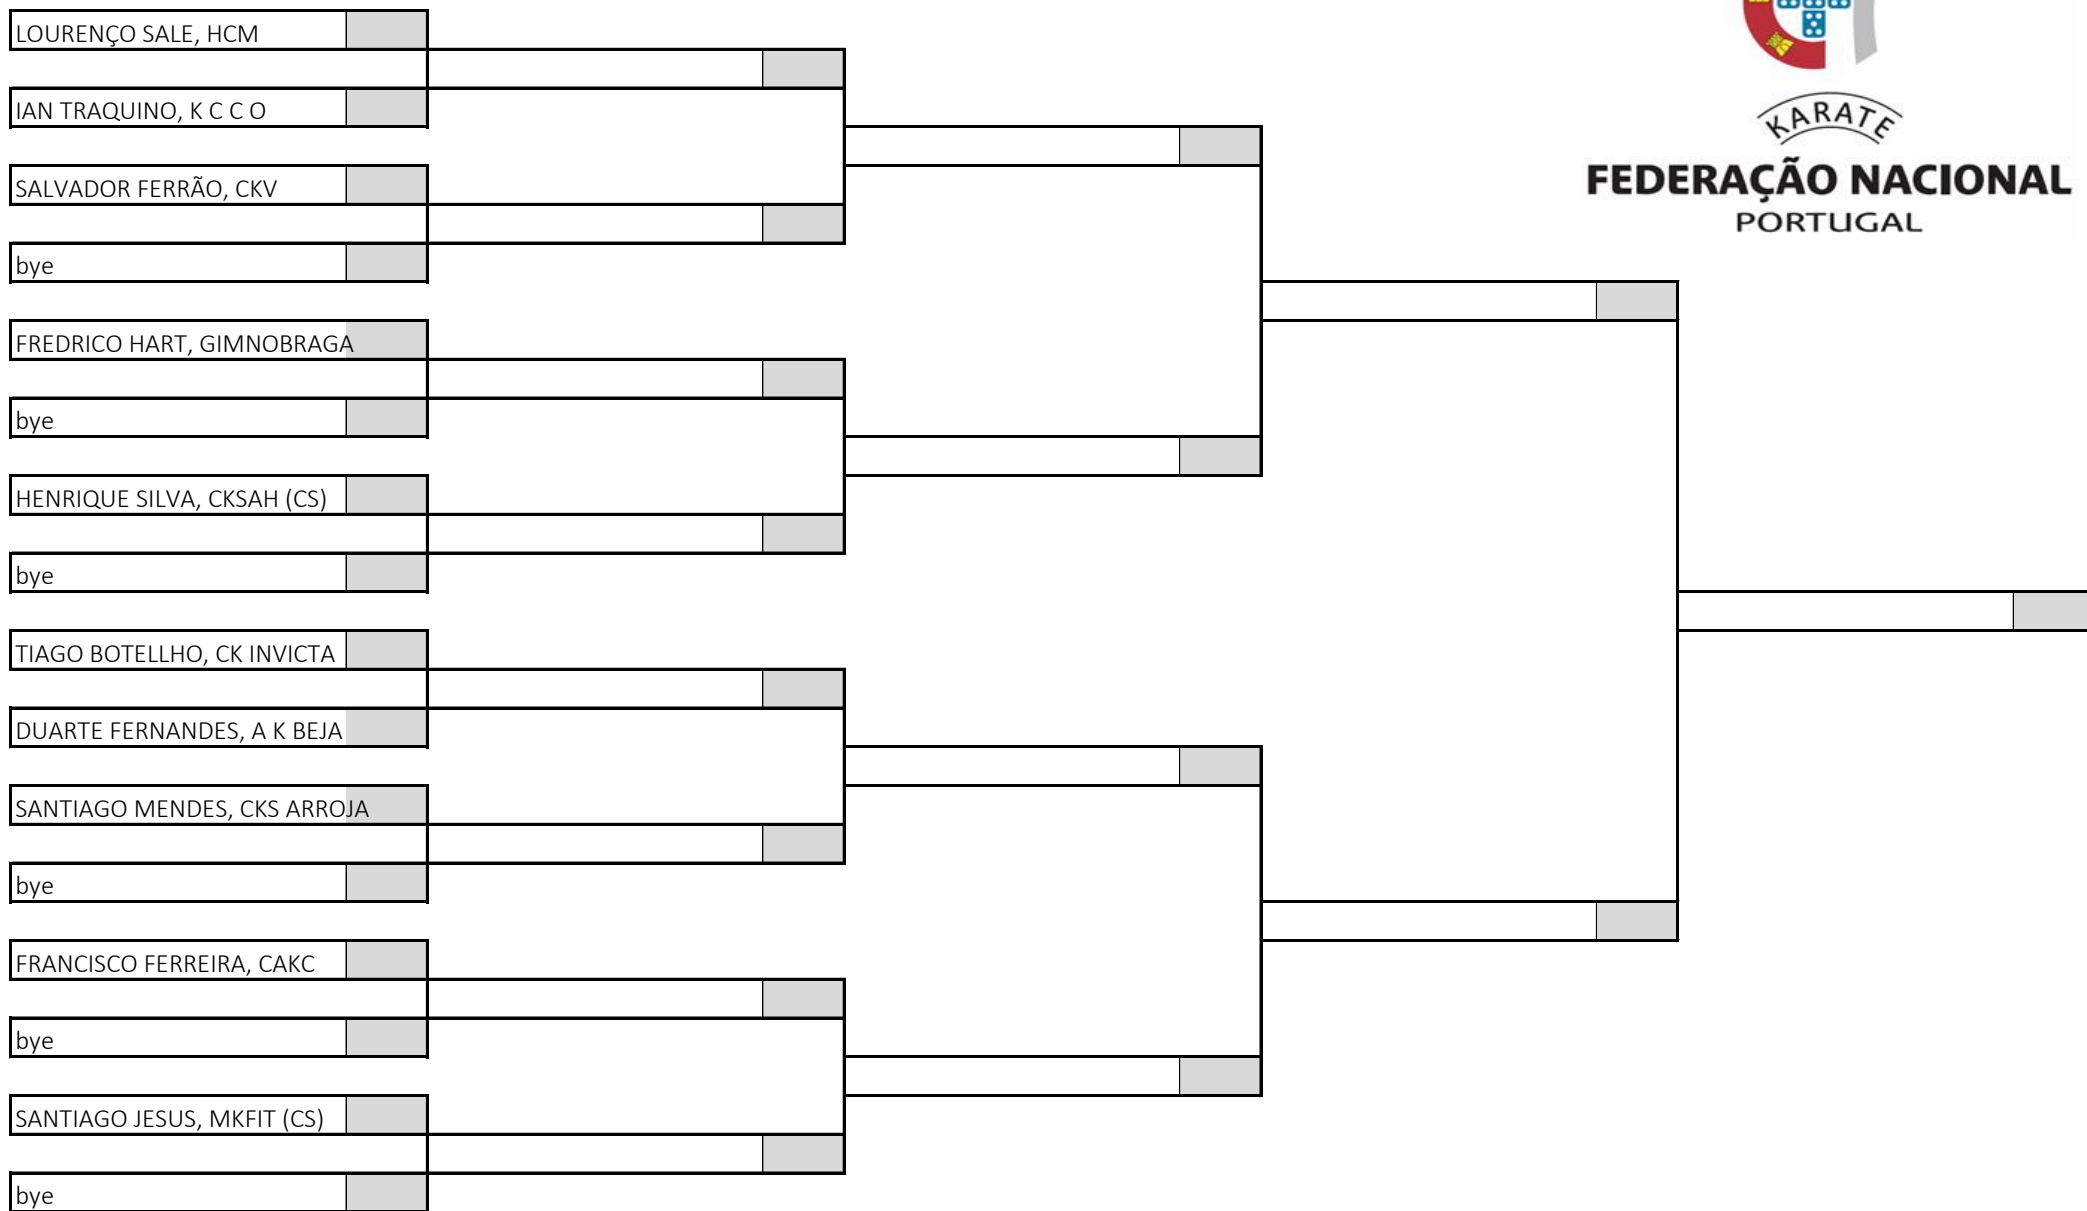 LOURENÇO SALE, HCM
IAN TRAQUINO, K C C O
SALVADOR FERRÃO, CKV
bye
FREDRICO HART, GIMNOBRAGA
bye
HENRIQUE SILVA, CKSAH (CS)
bye
TIAGO BOTELLHO, CK INVICTA
DUARTE FERNANDES, A K BEJA
SANTIAGO MENDES, CKS ARROJA
bye
FRANCISCO FERREIRA, CAKC
bye
SANTIAGO JESUS, MKFIT (CS)
bye
KARATE
FEDERAÇÃO NACIONAL
PORTUGAL